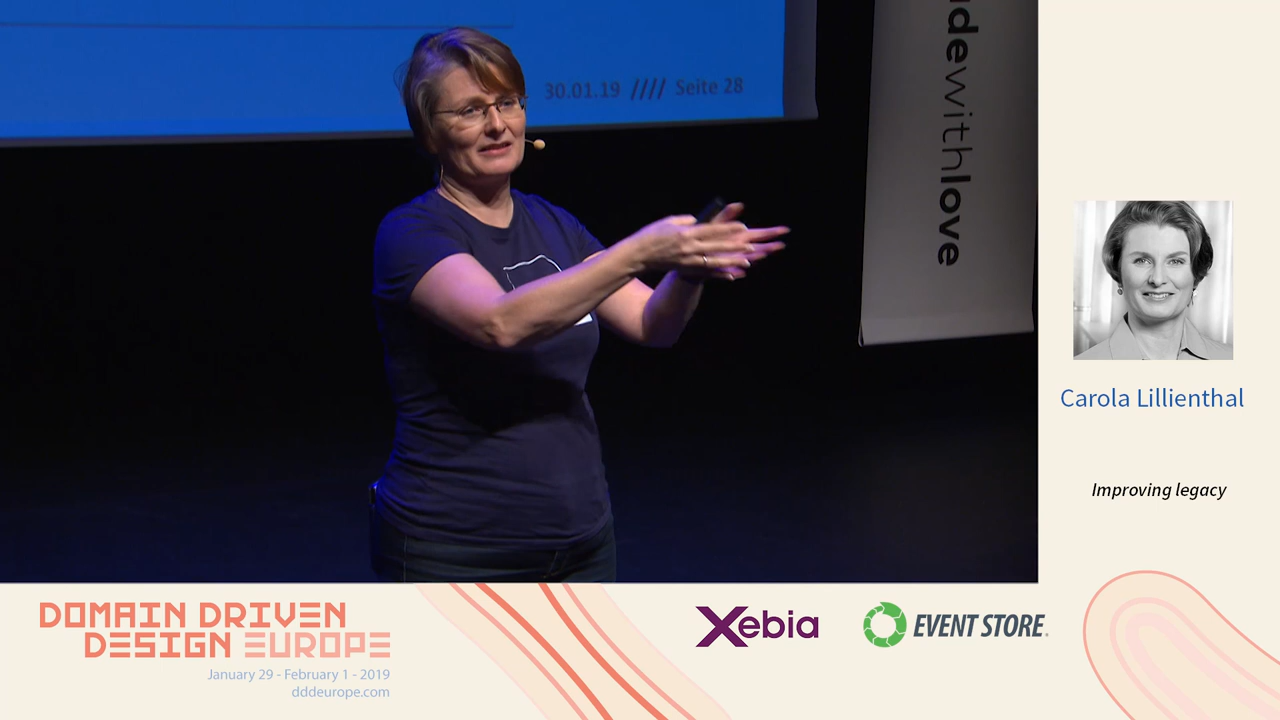 30.01.19 //// Seite 28
dewithlove
Carola Lillienthal
Improving legacy
DOMAIN DRIVEN
DESIGN EUROPE
January 29 - February 1 - 2019
dddeurope.com
Xebia
EVENT STORE.